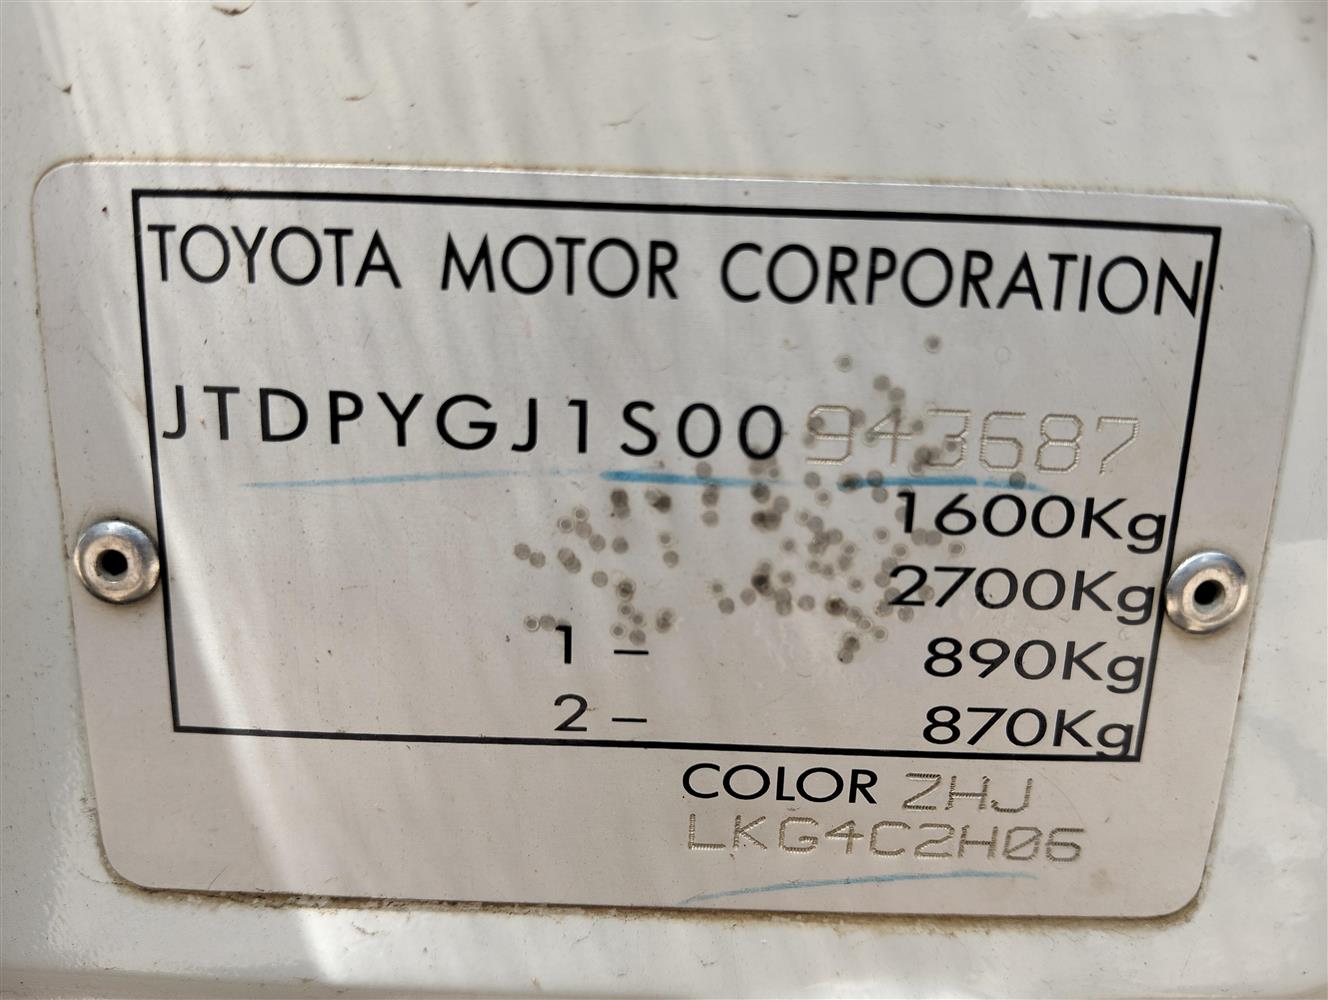 TOYOTA MOTOR CORPORATION
JTDPYGJ1S00943687
1600Kg
2700Kg
1 – 890Kg
2 – 870Kg
COLOR ZHJ
LKG4C2H06